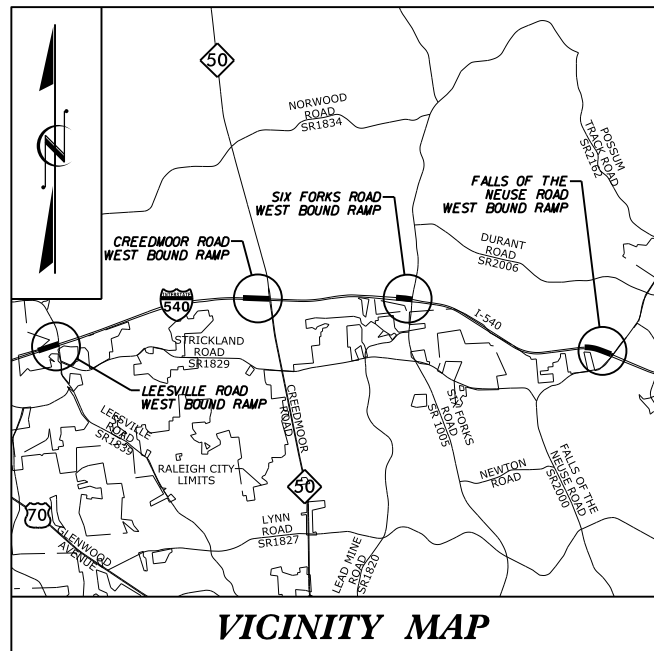 50
N
NORWOOD
ROAD
SR1834
POSSUM
TRACK ROAD
SR2162
SIX FORKS ROAD
WEST BOUND RAMP
FALLS OF THE
NEUSE ROAD
WEST BOUND RAMP
CREEDMOOR ROAD
WEST BOUND RAMP
DURANT
ROAD
SR2006
INTERSTATE
540
I-540
STRICKLAND
ROAD
SR1829
LEESVILLE ROAD
WEST BOUND RAMP
CREEDMOOR
ROAD
SIX FORKS
ROAD
SR 1005
LEESVILLE
ROAD
SR1839
RALEIGH CITY
LIMITS
NEWTON
ROAD
FALLS OF THE
NEUSE ROAD
SR2000
50
70
GLENWOOD
AVENUE
LYNN
ROAD
SR1827
LEAD MINE
ROAD
SR1820
VICINITY MAP